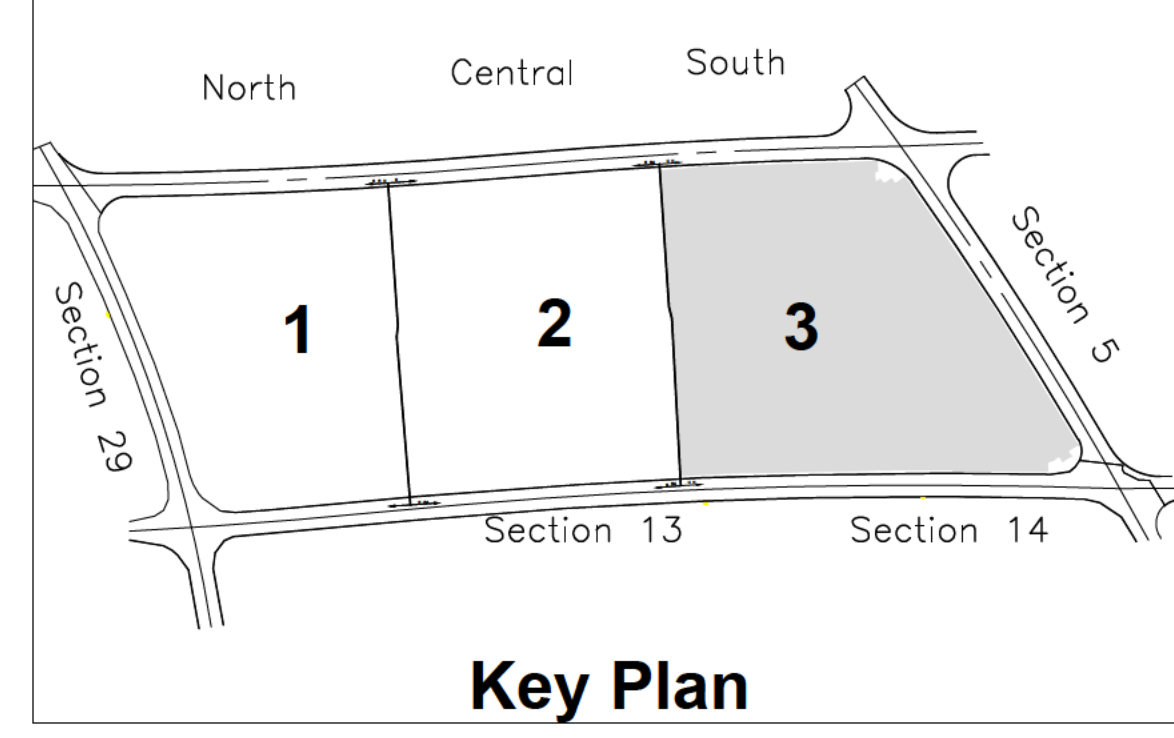 North
Central
South
Section 5
Section 29
1
2
3
Section 13
Section 14
Key Plan